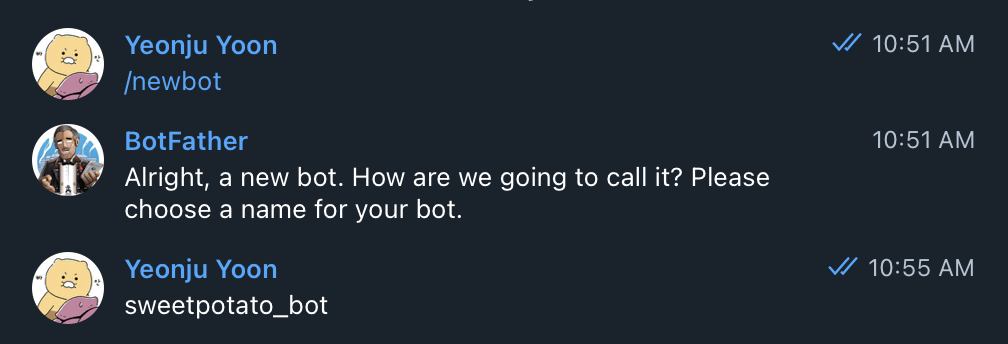 Yeonju Yoon 10:51 AM
/newbot
BotFather 10:51 AM
Alright, a new bot. How are we going to call it? Please
choose a name for your bot.
Yeonju Yoon 10:55 AM
sweetpotato_bot